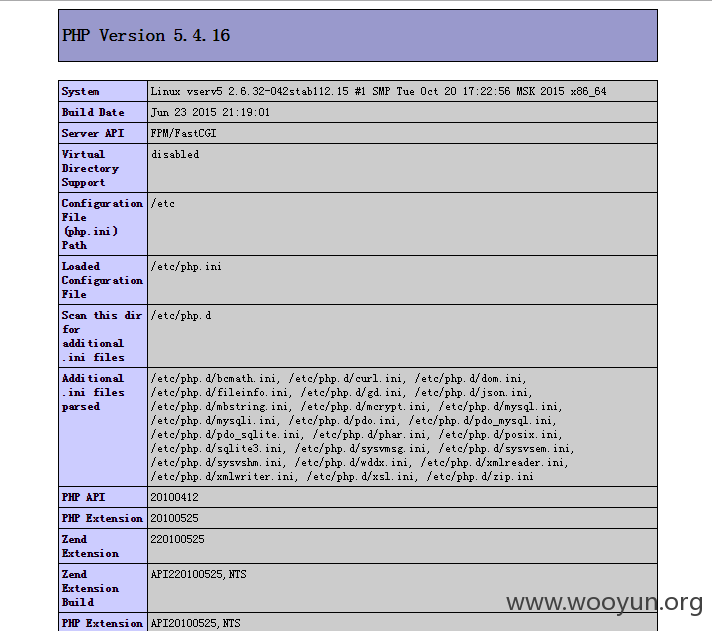 PHP Version 5.4.16
System Linux vserv5 2.6.32-042stab112.15 #1 SMP Tue Oct 20 17:22:56 MSK 2015 x86_64
Build Date Jun 23 2015 21:19:01
Server API FPM/FastCGI
Virtual disabled
Directory
Support
Configuration /etc
File
(php.ini)
Path
Loaded /etc/php.ini
Configuration
File
Scan this dir /etc/php.d
for
additional
.ini files
Additional /etc/php.d/bcmath.ini, /etc/php.d/curl.ini, /etc/php.d/dom.ini,
.ini files /etc/php.d/fileinfo.ini, /etc/php.d/gd.ini, /etc/php.d/json.ini,
parsed /etc/php.d/mbstring.ini, /etc/php.d/mcrypt.ini, /etc/php.d/mysql.ini,
/etc/php.d/mysqli.ini, /etc/php.d/pdo.ini, /etc/php.d/pdo_mysql.ini,
/etc/php.d/pdo_sqlite.ini, /etc/php.d/phar.ini, /etc/php.d/posix.ini,
/etc/php.d/sqlite3.ini, /etc/php.d/sysvmsg.ini, /etc/php.d/sysvsem.ini,
/etc/php.d/sysvshm.ini, /etc/php.d/wddx.ini, /etc/php.d/xmlreader.ini,
/etc/php.d/xmlwriter.ini, /etc/php.d/xsl.ini, /etc/php.d/zip.ini
PHP API 20100412
PHP Extension 20100525
Zend 220100525
Extension
Zend API220100525,NTS
Extension
Build
www.wooyun.org
PHP Extension API20100525,NTS